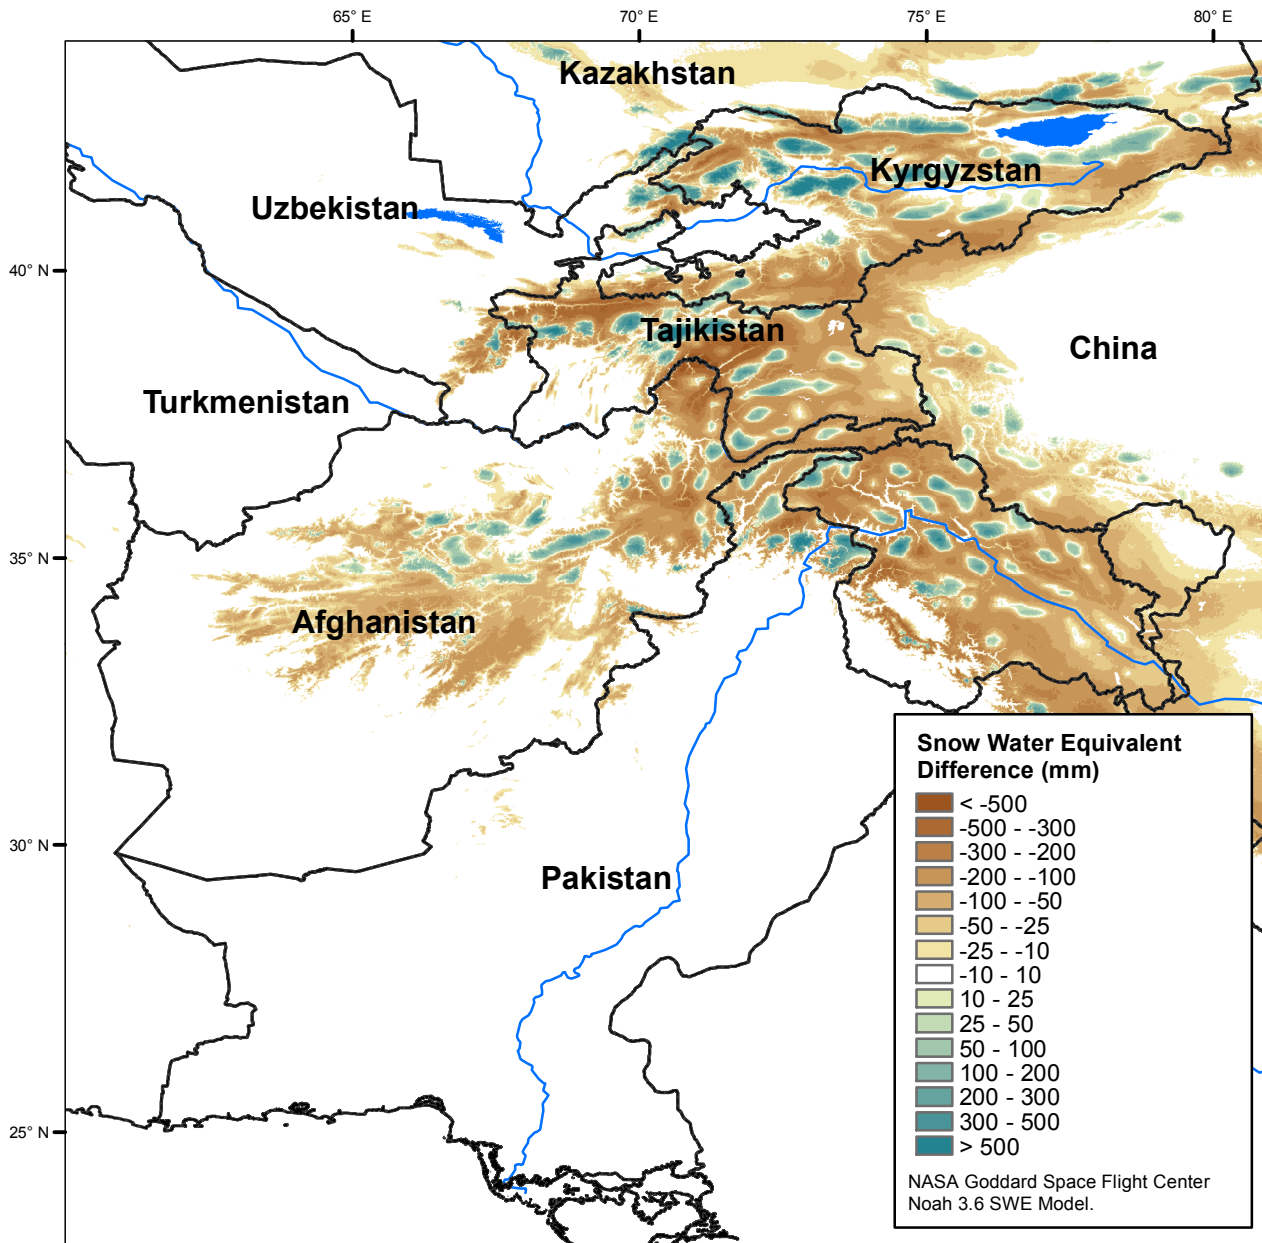 65° E 70° E 75° E 80° E
Kazakhstan
Kyrgyzstan
Uzbekistan
40° N
Tajikistan
China
Turkmenistan
35° N
Afghanistan
Snow Water Equivalent
Difference (mm)
< -500
-500 - -300
-300 - -200
-200 - -100
-100 - -50
-50 - -25
-25 - -10
-10 - 10
10 - 25
25 - 50
50 - 100
100 - 200
200 - 300
300 - 500
> 500
NASA Goddard Space Flight Center
Noah 3.6 SWE Model.
30° N
Pakistan
25° N